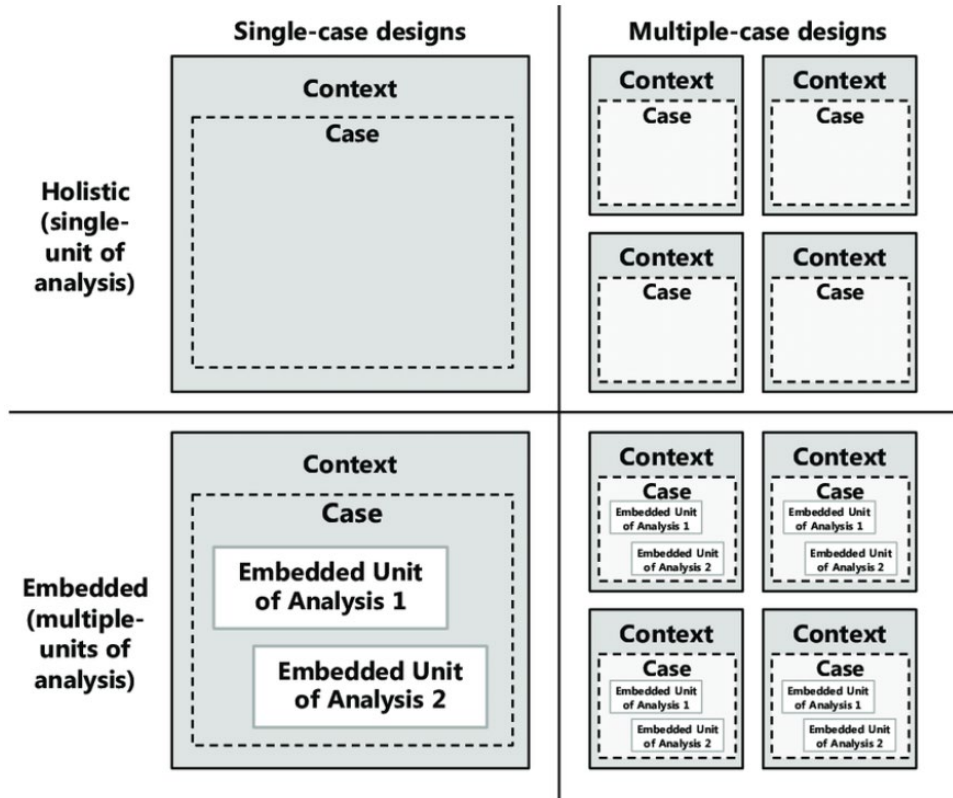 Single-case designs
Multiple-case designs
Holistic
(single-
unit of
analysis)
Context
Case
Context
Case
Context
Case
Context
Case
Context
Case
Embedded
(multiple-
units of
analysis)
Context
Case
Embedded Unit
of Analysis 1
Embedded Unit
of Analysis 2
Context
Case
Embedded Unit
of Analysis 1
Embedded Unit
of Analysis 2
Context
Case
Embedded Unit
of Analysis 1
Embedded Unit
of Analysis 2
Context
Case
Embedded Unit
of Analysis 1
Embedded Unit
of Analysis 2
Context
Case
Embedded Unit
of Analysis 1
Embedded Unit
of Analysis 2